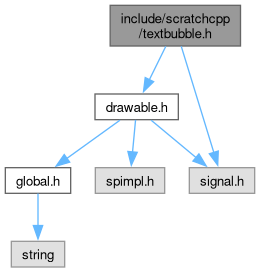 include/scratchcpp
/textbubble.h
drawable.h
global.h
spimpl.h
signal.h
string